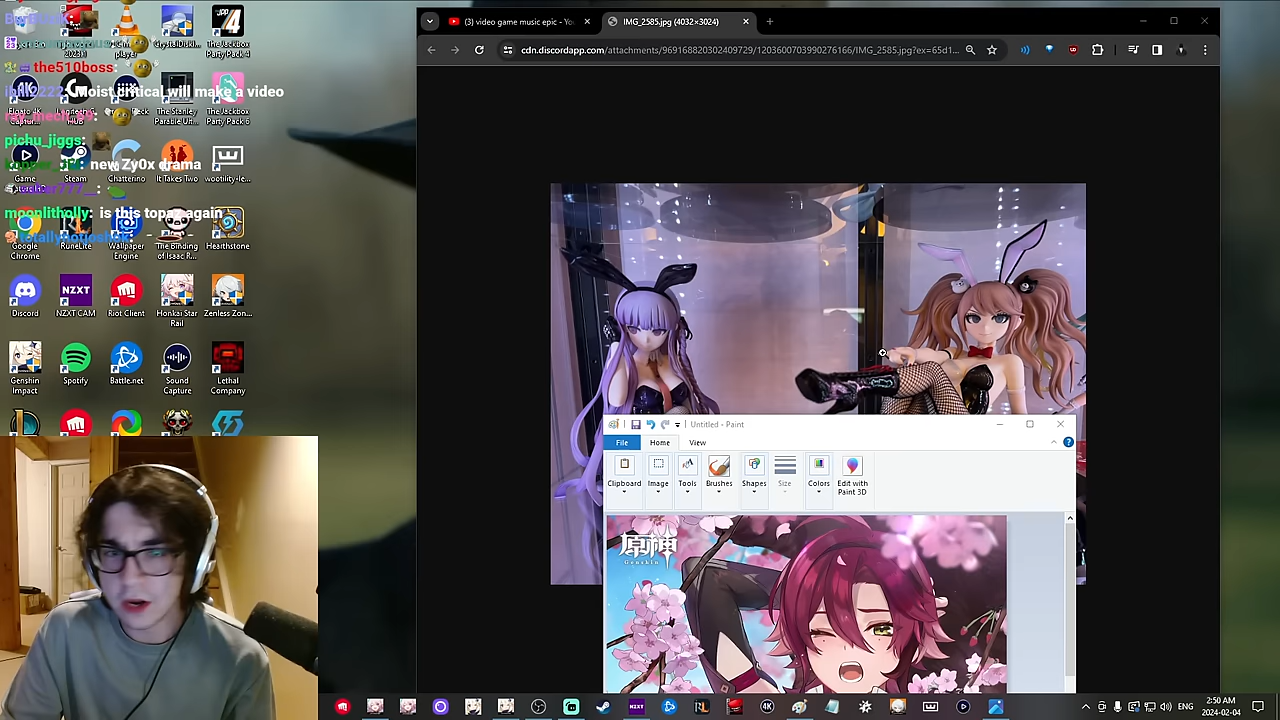 (3) video game music epic - Yo
IMG_2585.jpg (4032×3024)
cdn.discordapp.com/attachments/969168820302409729/1203600703990276166/IMG_2585.jpg?ex=65d1...
the510boss:
Moist critical will make a video
pichu_jiggs:
new Zy0x drama
moonlitholly: is this topaz again
The Jackbox Party Pack 4
The Stanley Parable Ult...
The Jackbox Party Pack 6
Game
Steam
Chatterino
It Takes Two
wootility-le...
Google Chrome
RuneLite
Wallpaper Engine
The Binding of Isaac R...
Hearthstone
Discord
NZXT CAM
Riot Client
Honkai Star Rail
Zenless Zon...
NZXT
Genshin Impact
Spotify
Battle.net
Sound Capture
Lethal Company
Untitled - Paint
File
Home
View
Clipboard
Image
Tools
Brushes
Shapes
Size
Colors
Edit with Paint 3D
原神
Genshin
NZXT
4K
ENG
2:50 AM
2024-02-04